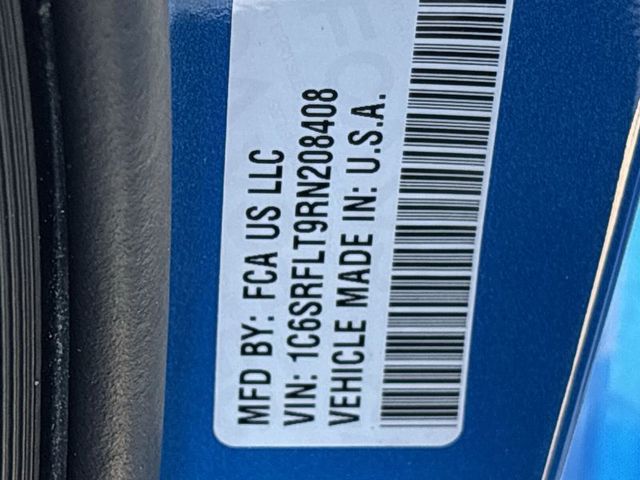 MFD BY: FCA US LLC
VIN: 1C6SRFLT9RN208408
VEHICLE MADE IN: U.S.A.